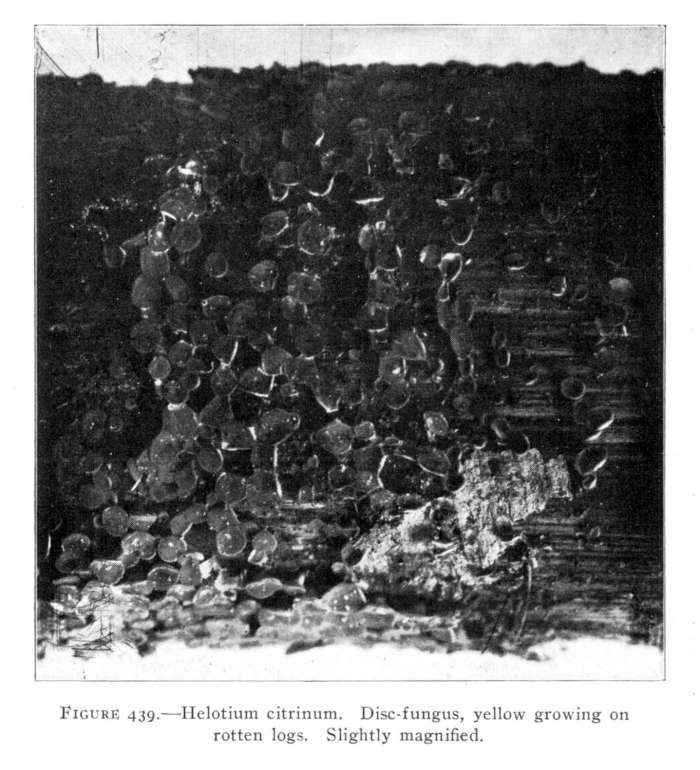 FIGURE 439.—Helotium citrinum. Disc-fungus, yellow growing on
rotten logs. Slightly magnified.